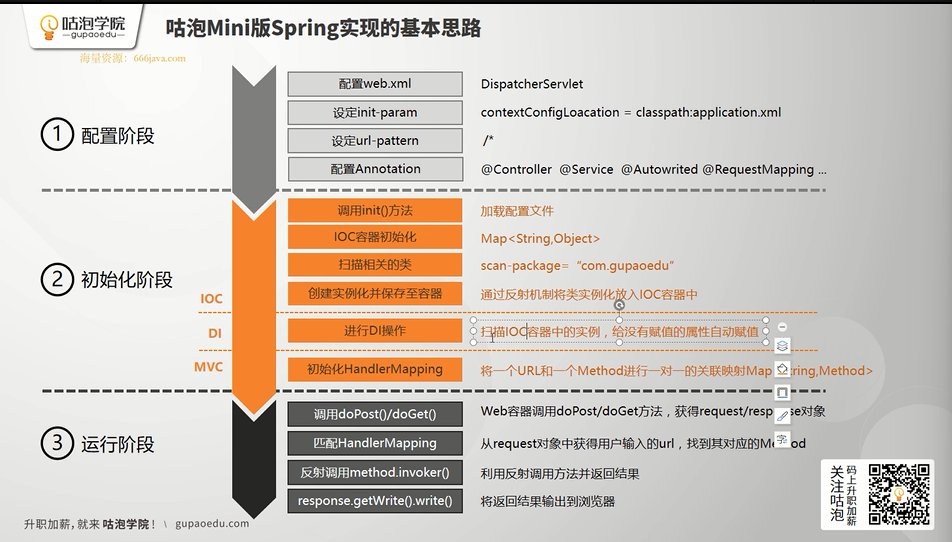 咕泡学院
gupaoedu
咕泡Mini版Spring实现的基本思路
海量资源：666java.com
1 配置阶段
配置web.xml DispatcherServlet
设定init-param contextConfigLoacation = classpath:application.xml
设定url-pattern /*
配置Annotation @Controller @Service @Autowrited @RequestMapping ...
2 初始化阶段
调用init()方法 加载配置文件
IOC容器初始化 Map<String,Object>
扫描相关的类 scan-package= “com.gupaoedu”
IOC 创建实例化并保存至容器 通过反射机制将类实例化放入IOC容器中
DI 进行DI操作 扫描IOC容器中的实例，给没有赋值的属性自动赋值
MVC 初始化HandlerMapping 将一个URL和一个Method进行一对一的关联映射Map ring,Method>
3 运行阶段
调用doPost()/doGet() Web容器调用doPost/doGet方法，获得request/resp se对象
匹配HandlerMapping 从request对象中获得用户输入的url，找到其对应的Me od
反射调用method.invoker() 利用反射调用方法并返回结果
response.getWrite().write() 将返回结果输出到浏览器
升职加薪，就来 咕泡学院！ \ gupaoedu.com
关注咕泡
码上升职加薪
字